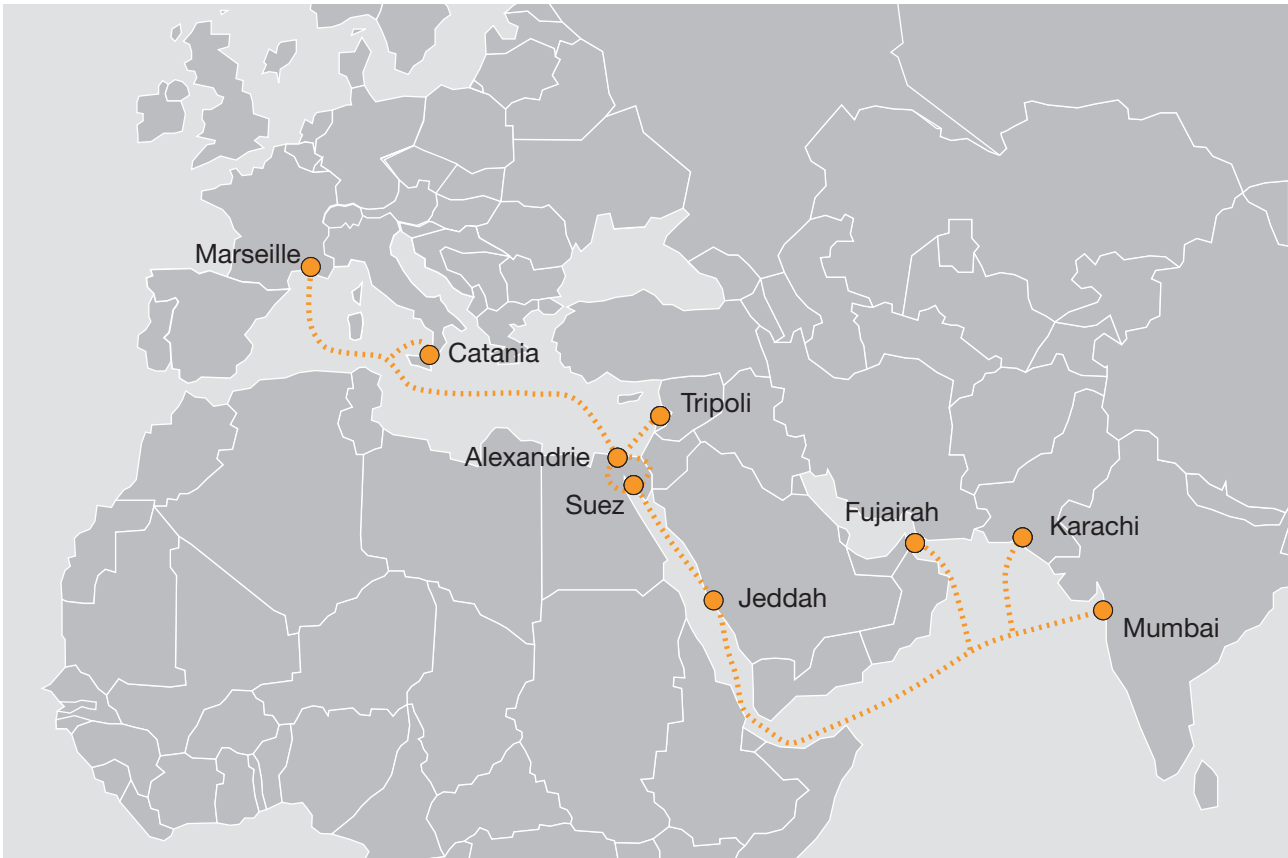 Marseille
Catania
Tripoli
Alexandrie
Suez
Fujairah
Karachi
Jeddah
Mumbai